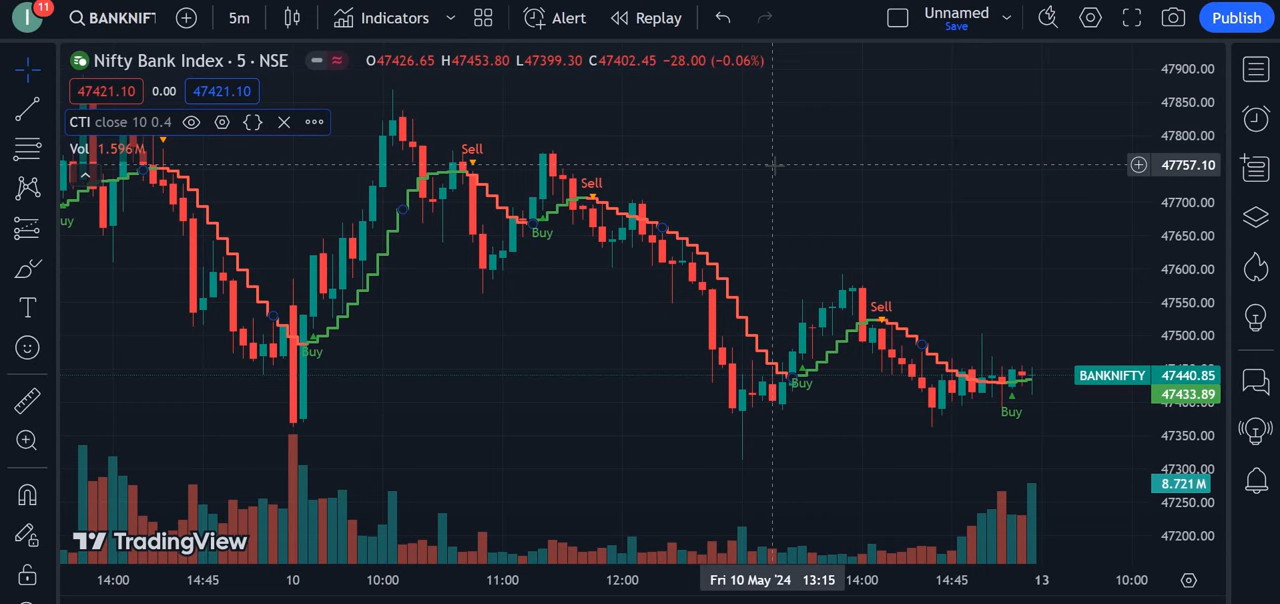 I
11
BANKNIFT
5m
Indicators
Alert
Replay
Unnamed
Save
Publish
Nifty Bank Index · 5 · NSE
O47426.65 H47453.80 L47399.30 C47402.45 -28.00 (-0.06%)
47421.10 0.00 47421.10
CTI close 10 0.4
Vol 1.596M
Sell
Sell
Sell
uy
Buy
Buy
Buy
Buy
47900.00
47850.00
47800.00
47757.10
47700.00
47650.00
47600.00
47550.00
47500.00
BANKNIFTY 47440.85
47433.89
47350.00
47300.00
8.721M
47250.00
47200.00
TradingView
14:00 14:45 10 10:00 11:00 12:00 Fri 10 May '24 13:15 14:00 14:45 13 10:00